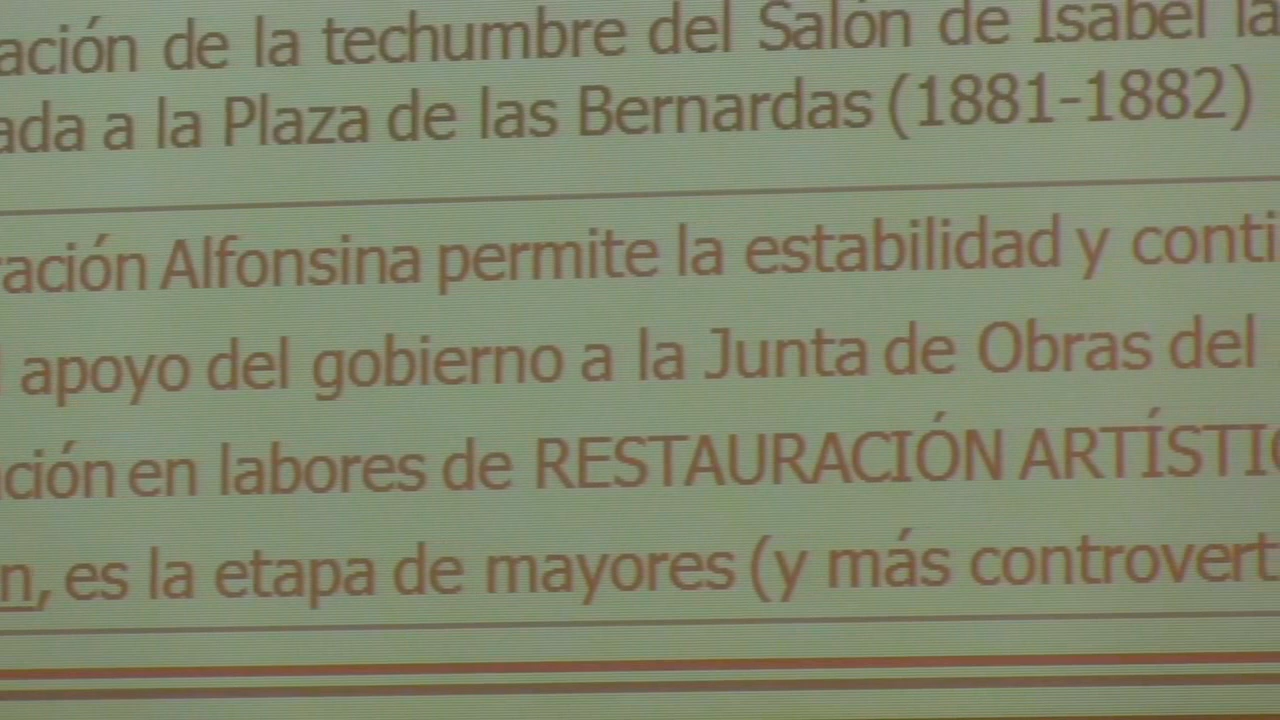 ación de la techumbre del Salón de Isabel la
ada a la Plaza de las Bernardas (1881-1882)
ración Alfonsina permite la estabilidad y conti
l apoyo del gobierno a la Junta de Obras del
ción en labores de RESTAURACIÓN ARTÍSTIC
n, es la etapa de mayores (y más controvert